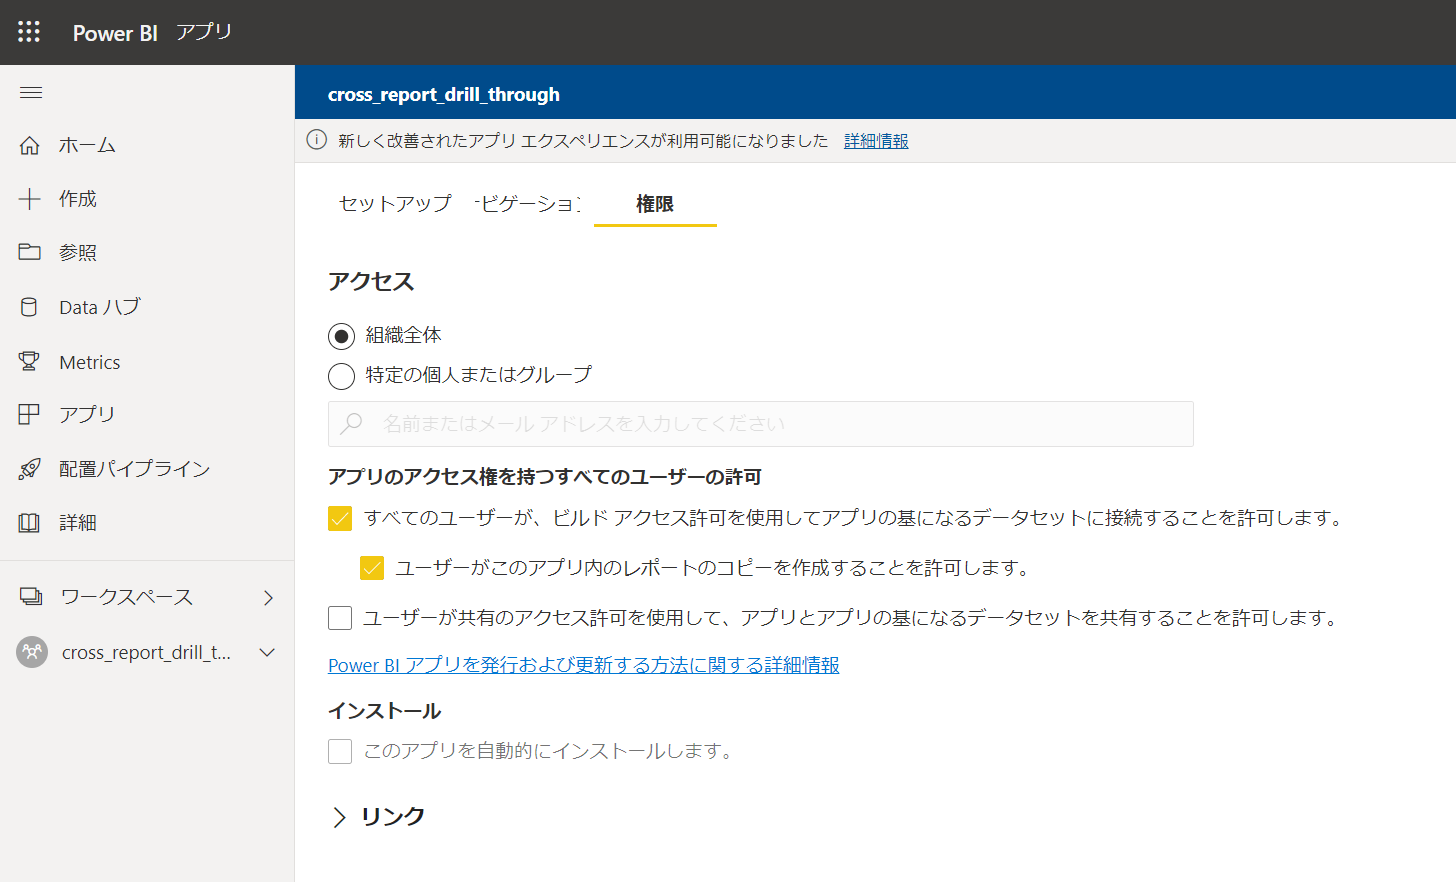 Power BI アプリ
cross_report_drill_through
新しく改善されたアプリ エクスペリエンスが利用可能になりました 詳細情報
ホーム
作成
参照
Data ハブ
Metrics
アプリ
配置パイプライン
詳細
ワークスペース
cross_report_drill_t...
セットアップ ビゲーション 権限
アクセス
組織全体
特定の個人またはグループ
名前またはメール アドレスを入力してください
アプリのアクセス権を持つすべてのユーザーの許可
すべてのユーザーが、ビルド アクセス許可を使用してアプリの基になるデータセットに接続することを許可します。
ユーザーがこのアプリ内のレポートのコピーを作成することを許可します。
ユーザーが共有のアクセス許可を使用して、アプリとアプリの基になるデータセットを共有することを許可します。
Power BI アプリを発行および更新する方法に関する詳細情報
インストール
このアプリを自動的にインストールします。
リンク